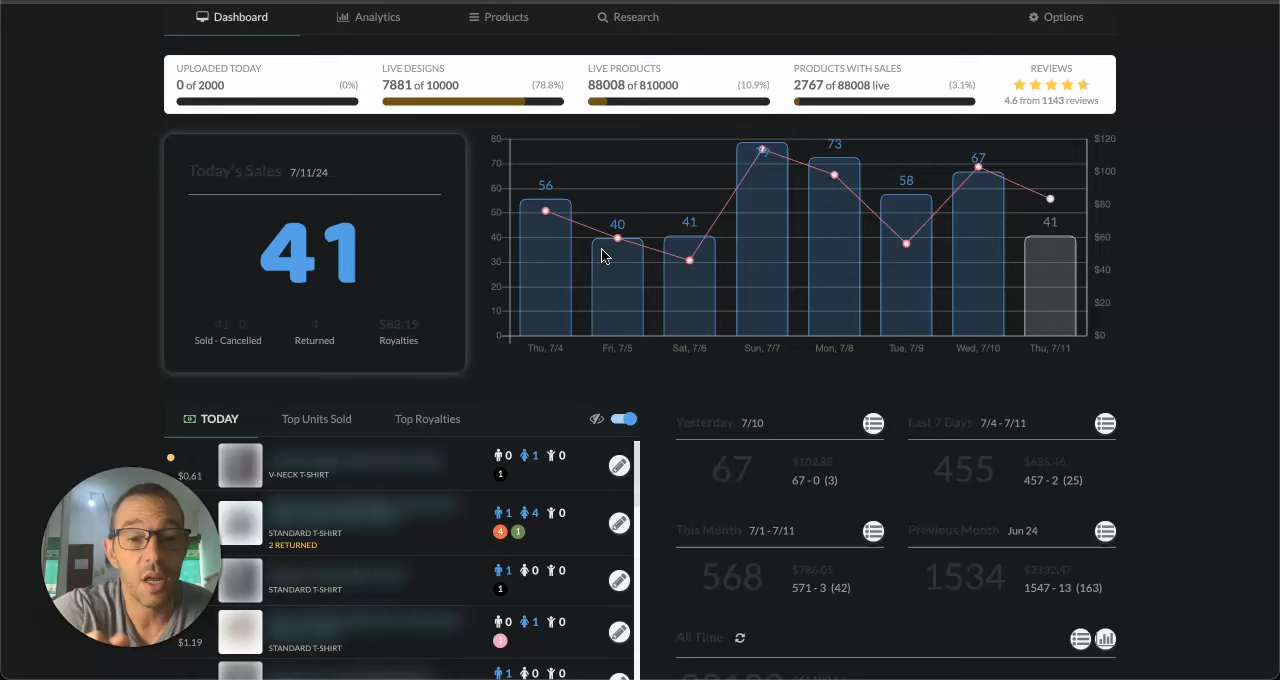 Dashboard Analytics Products Research Options
UPLOADED TODAY
0 of 2000 (0%)
LIVE DESIGNS
7881 of 10000 (78.8%)
LIVE PRODUCTS
88008 of 810000 (10.9%)
PRODUCTS WITH SALES
2767 of 88008 live (3.1%)
REVIEWS
4.6 from 1143 reviews
Today's Sales 7/11/24
41
41 - 0 4 $83.19
Sold - Cancelled Returned Royalties
80 $120
70 $100
60 $80
50
40 $60
30 $40
20 $20
10
0 $0
56 40 41 79 73 58 67 41
Thu, 7/4 Fri, 7/5 Sat, 7/6 Sun, 7/7 Mon, 7/8 Tue, 7/9 Wed, 7/10 Thu, 7/11
TODAY Top Units Sold Top Royalties
$0.61
V-NECK T-SHIRT
0 1 0
1
STANDARD T-SHIRT
2 RETURNED
1 4 0
4 1
STANDARD T-SHIRT
1 0 0
1
$1.19
STANDARD T-SHIRT
0 1 0
1
1 0 0
Yesterday 7/10
67
67 - 0 (3)
Last 7 Days 7/4 - 7/11
455
457 - 2 (25)
This Month 7/1 - 7/11
568 $786.05
571 - 3 (42)
Previous Month Jun 24
1534
1547 - 13 (163)
All Time